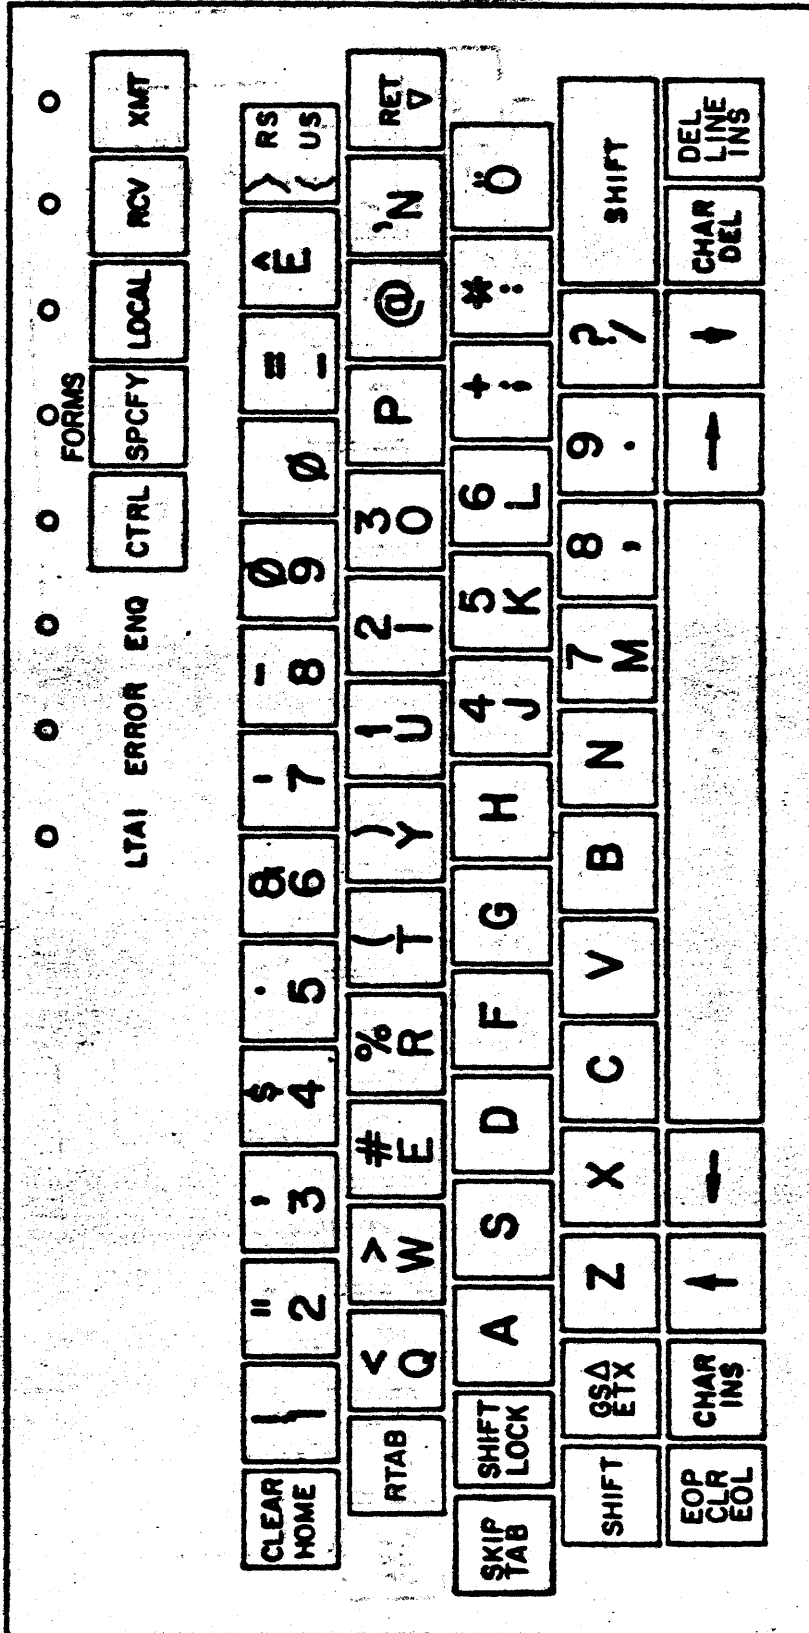 FORMS
LTAI ERROR ENQ CTRL SPCFY LOCAL RCV XMT
CLEAR
HOME
"
2
'
3
$
4
5
&
6
'
7
-
8
Ø
9
Ø
=
-
^
E
} RS
{ US
RTAB
<
Q
>
W
#
E
%
R
(
T
)
Y
1
U
2
I
3
O
P
@
'N
RET
▽
SKIP
TAB
SHIFT
LOCK
A
S
D
F
G
H
4
J
5
K
6
L
+
;
*
:
Ö
SHIFT
GS△
ETX
Z
X
C
V
B
N
7
M
8
,
9
.
?
/
SHIFT
EOP
CLR
EOL
CHAR
INS
↑
←
→
↓
CHAR
DEL
DEL
LINE
INS